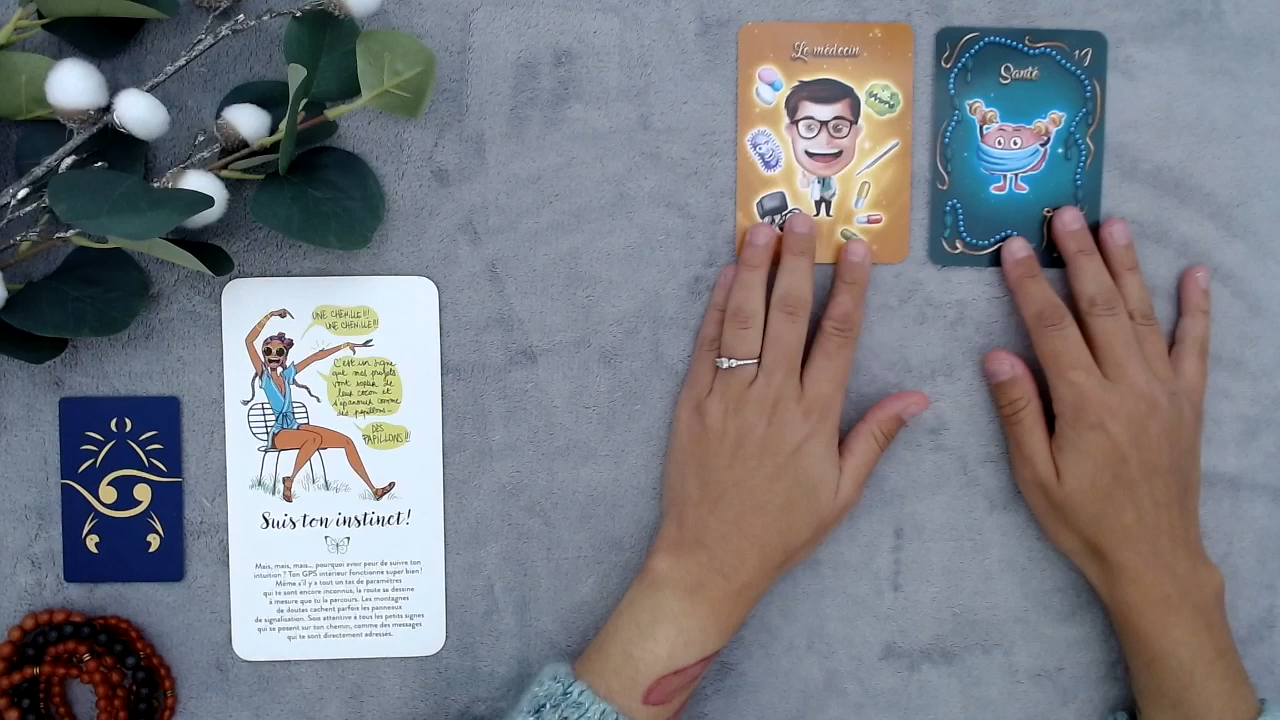 Le médecin
19
Santé
UNE CHENILLE !!!
UNE CHENILLE !!!
C'est un signe
que mes projets
vont sortir de
leur cocon et
s'épanouir comme
des papillons...
DES
PAPILLONS !!!
Suis ton instinct !
Mais, mais, mais... pourquoi avoir peur de suivre ton
intuition ? Ton GPS intérieur fonctionne super bien !
Même s'il y a tout un tas de paramètres
qui te sont encore inconnus, la route se dessine
à mesure que tu la parcours. Les montagnes
de doutes cachent parfois les panneaux
de signalisation. Sois attentive à tous les petits signes
qui se posent sur ton chemin, comme des messages
qui te sont directement adressés.